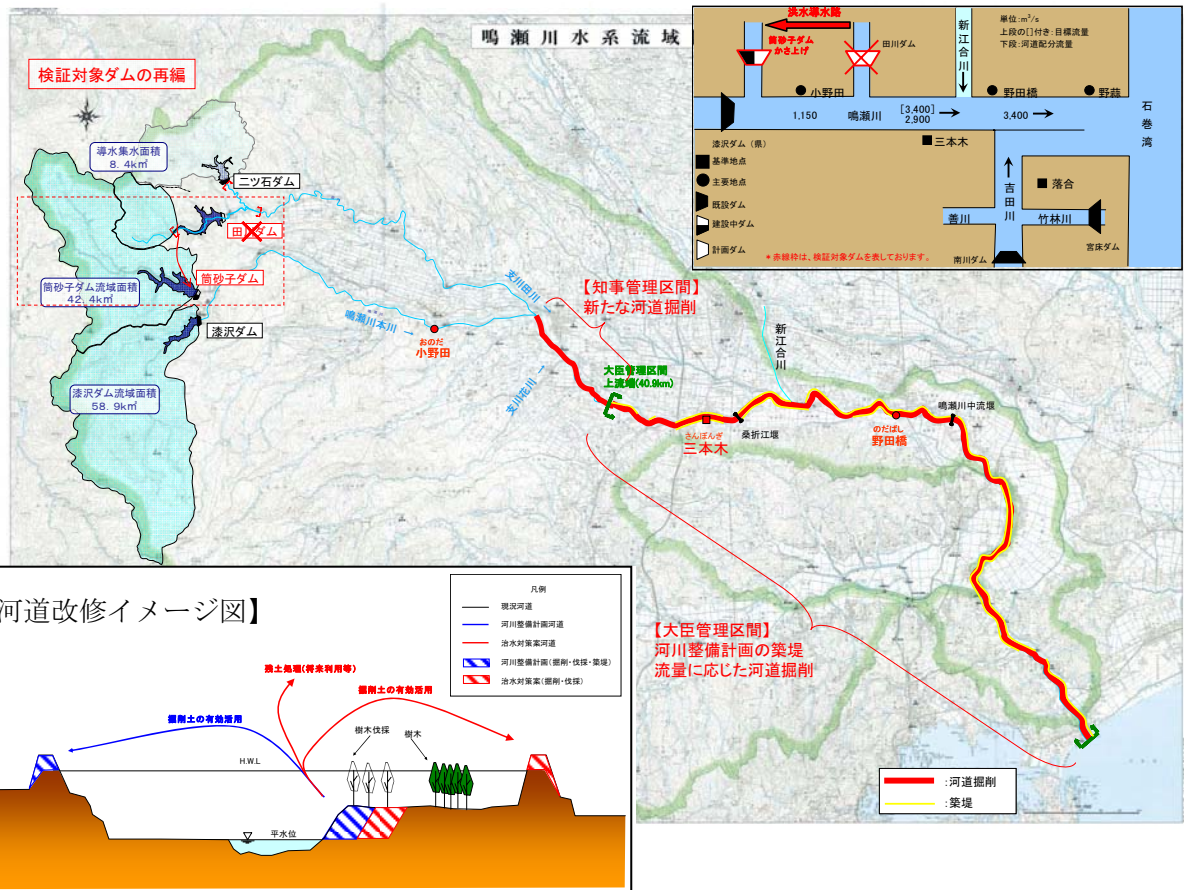 鳴瀬川水系流域
検証対象ダムの再編
導水集水面積
8.4km²
二ツ石ダム
田川ダム
筒砂子ダム
筒砂子ダム流域面積
42.4km²
漆沢ダム
漆沢ダム流域面積
58.9km²
支川田川 →
鳴瀬川本川 →
支川花川 →
おのだ
小野田
【知事管理区間】
新たな河道掘削
大臣管理区間
上流端(40.9km)
新江合川
さんぼんぎ
三本木
桑折江堰
のだばし
野田橋
鳴瀬川中流堰
【大臣管理区間】
河川整備計画の築堤
流量に応じた河道掘削
:河道掘削
:築堤
洪水導水路
筒砂子ダム
かさ上げ
田川ダム
新江合川
単位:m³/s
上段の[]付き:目標流量
下段:河道配分流量
小野田
野田橋
野蒜
石巻湾
1,150
鳴瀬川
[3,400]
2,900
3,400
漆沢ダム（県）
三本木
基準地点
主要地点
既設ダム
建設中ダム
計画ダム
吉田川
落合
善川
竹林川
南川ダム
宮床ダム
*赤線枠は、検証対象ダムを表しております。
河道改修イメージ図】
凡例
現況河道
河川整備計画河道
治水対策案河道
河川整備計画(掘削・伐採・築堤)
治水対策案(掘削・伐採)
残土処理(将来利用等)
掘削土の有効活用
掘削土の有効活用
樹木伐採
樹木
H.W.L
平水位